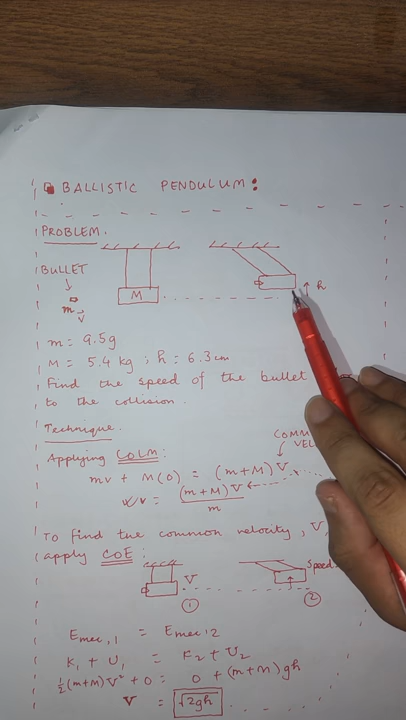 BALLISTIC PENDULUM:
PROBLEM.
BULLET
m
v
M
h
m = 9.5g
M = 5.4 kg ; h = 6.3 cm
Find the speed of the bullet
to the collision.
Technique.
COMM
VEL
Applying COLM:
mv + M(0) = (m+M)V
v = (m+M)V / m
To find the common velocity, V,
apply COE:
V
Speed
① ②
Emec,1 = Emec,2
K1 + U1 = K2 + U2
½(m+M)V² + 0 = 0 + (m+M)gh
V = √2gh